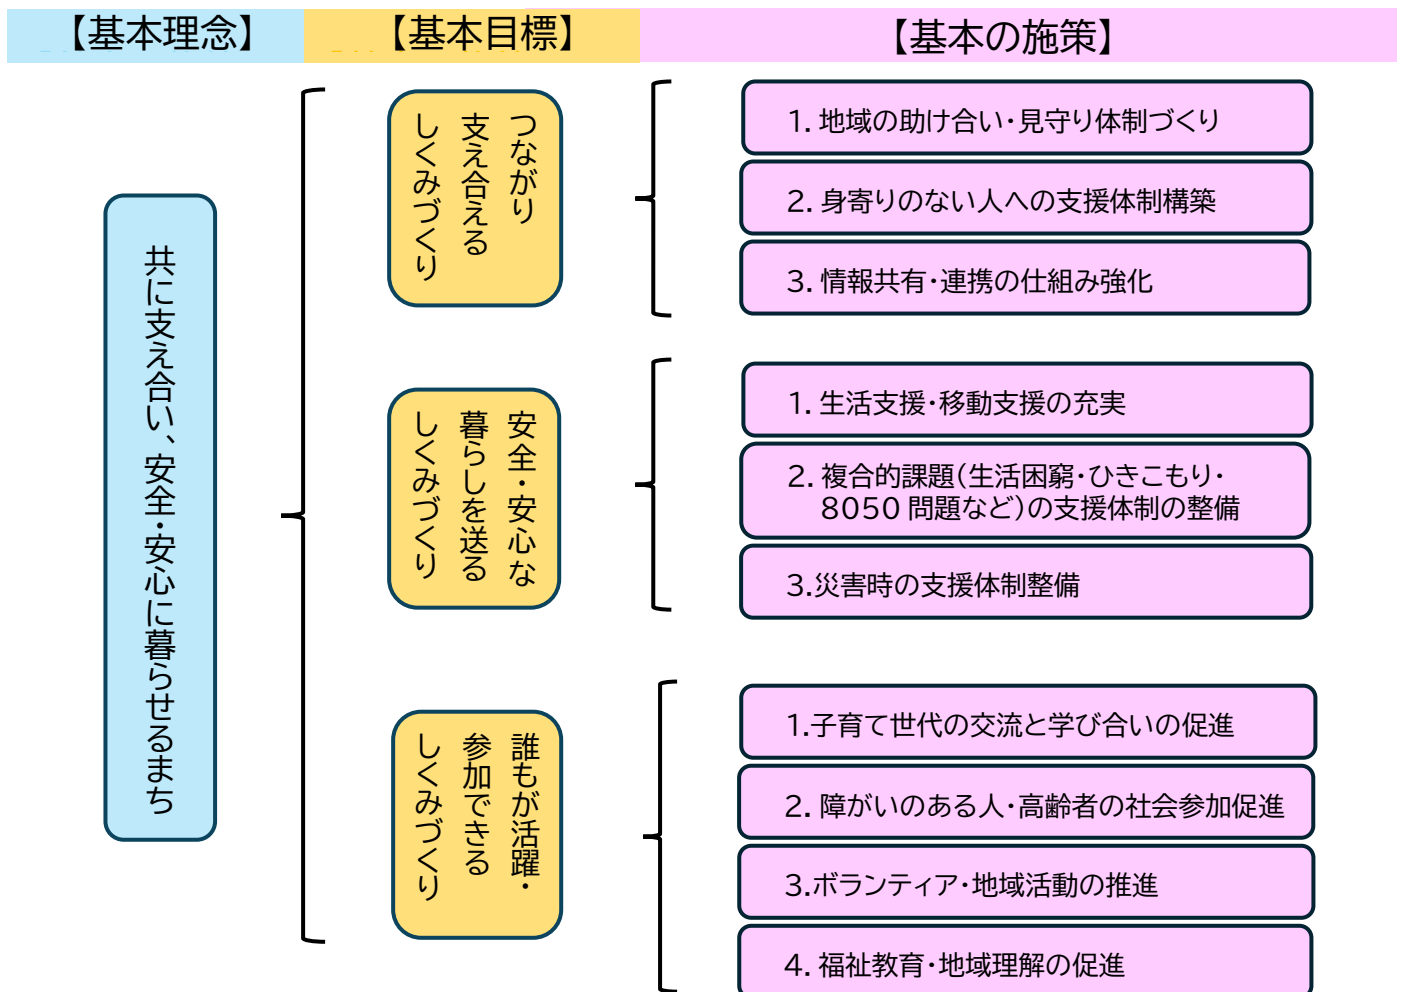 【基本理念】
【基本目標】
【基本の施策】
共に支え合い、安全・安心に暮らせるまち
つながり
支え合える
しくみづくり
1. 地域の助け合い・見守り体制づくり
2. 身寄りのない人への支援体制構築
3. 情報共有・連携の仕組み強化
安全・安心な
暮らしを送る
しくみづくり
1. 生活支援・移動支援の充実
2. 複合的課題(生活困窮・ひきこもり・
8050 問題など)の支援体制の整備
3.災害時の支援体制整備
誰もが活躍・
参加できる
しくみづくり
1.子育て世代の交流と学び合いの促進
2. 障がいのある人・高齢者の社会参加促進
3.ボランティア・地域活動の推進
4. 福祉教育・地域理解の促進